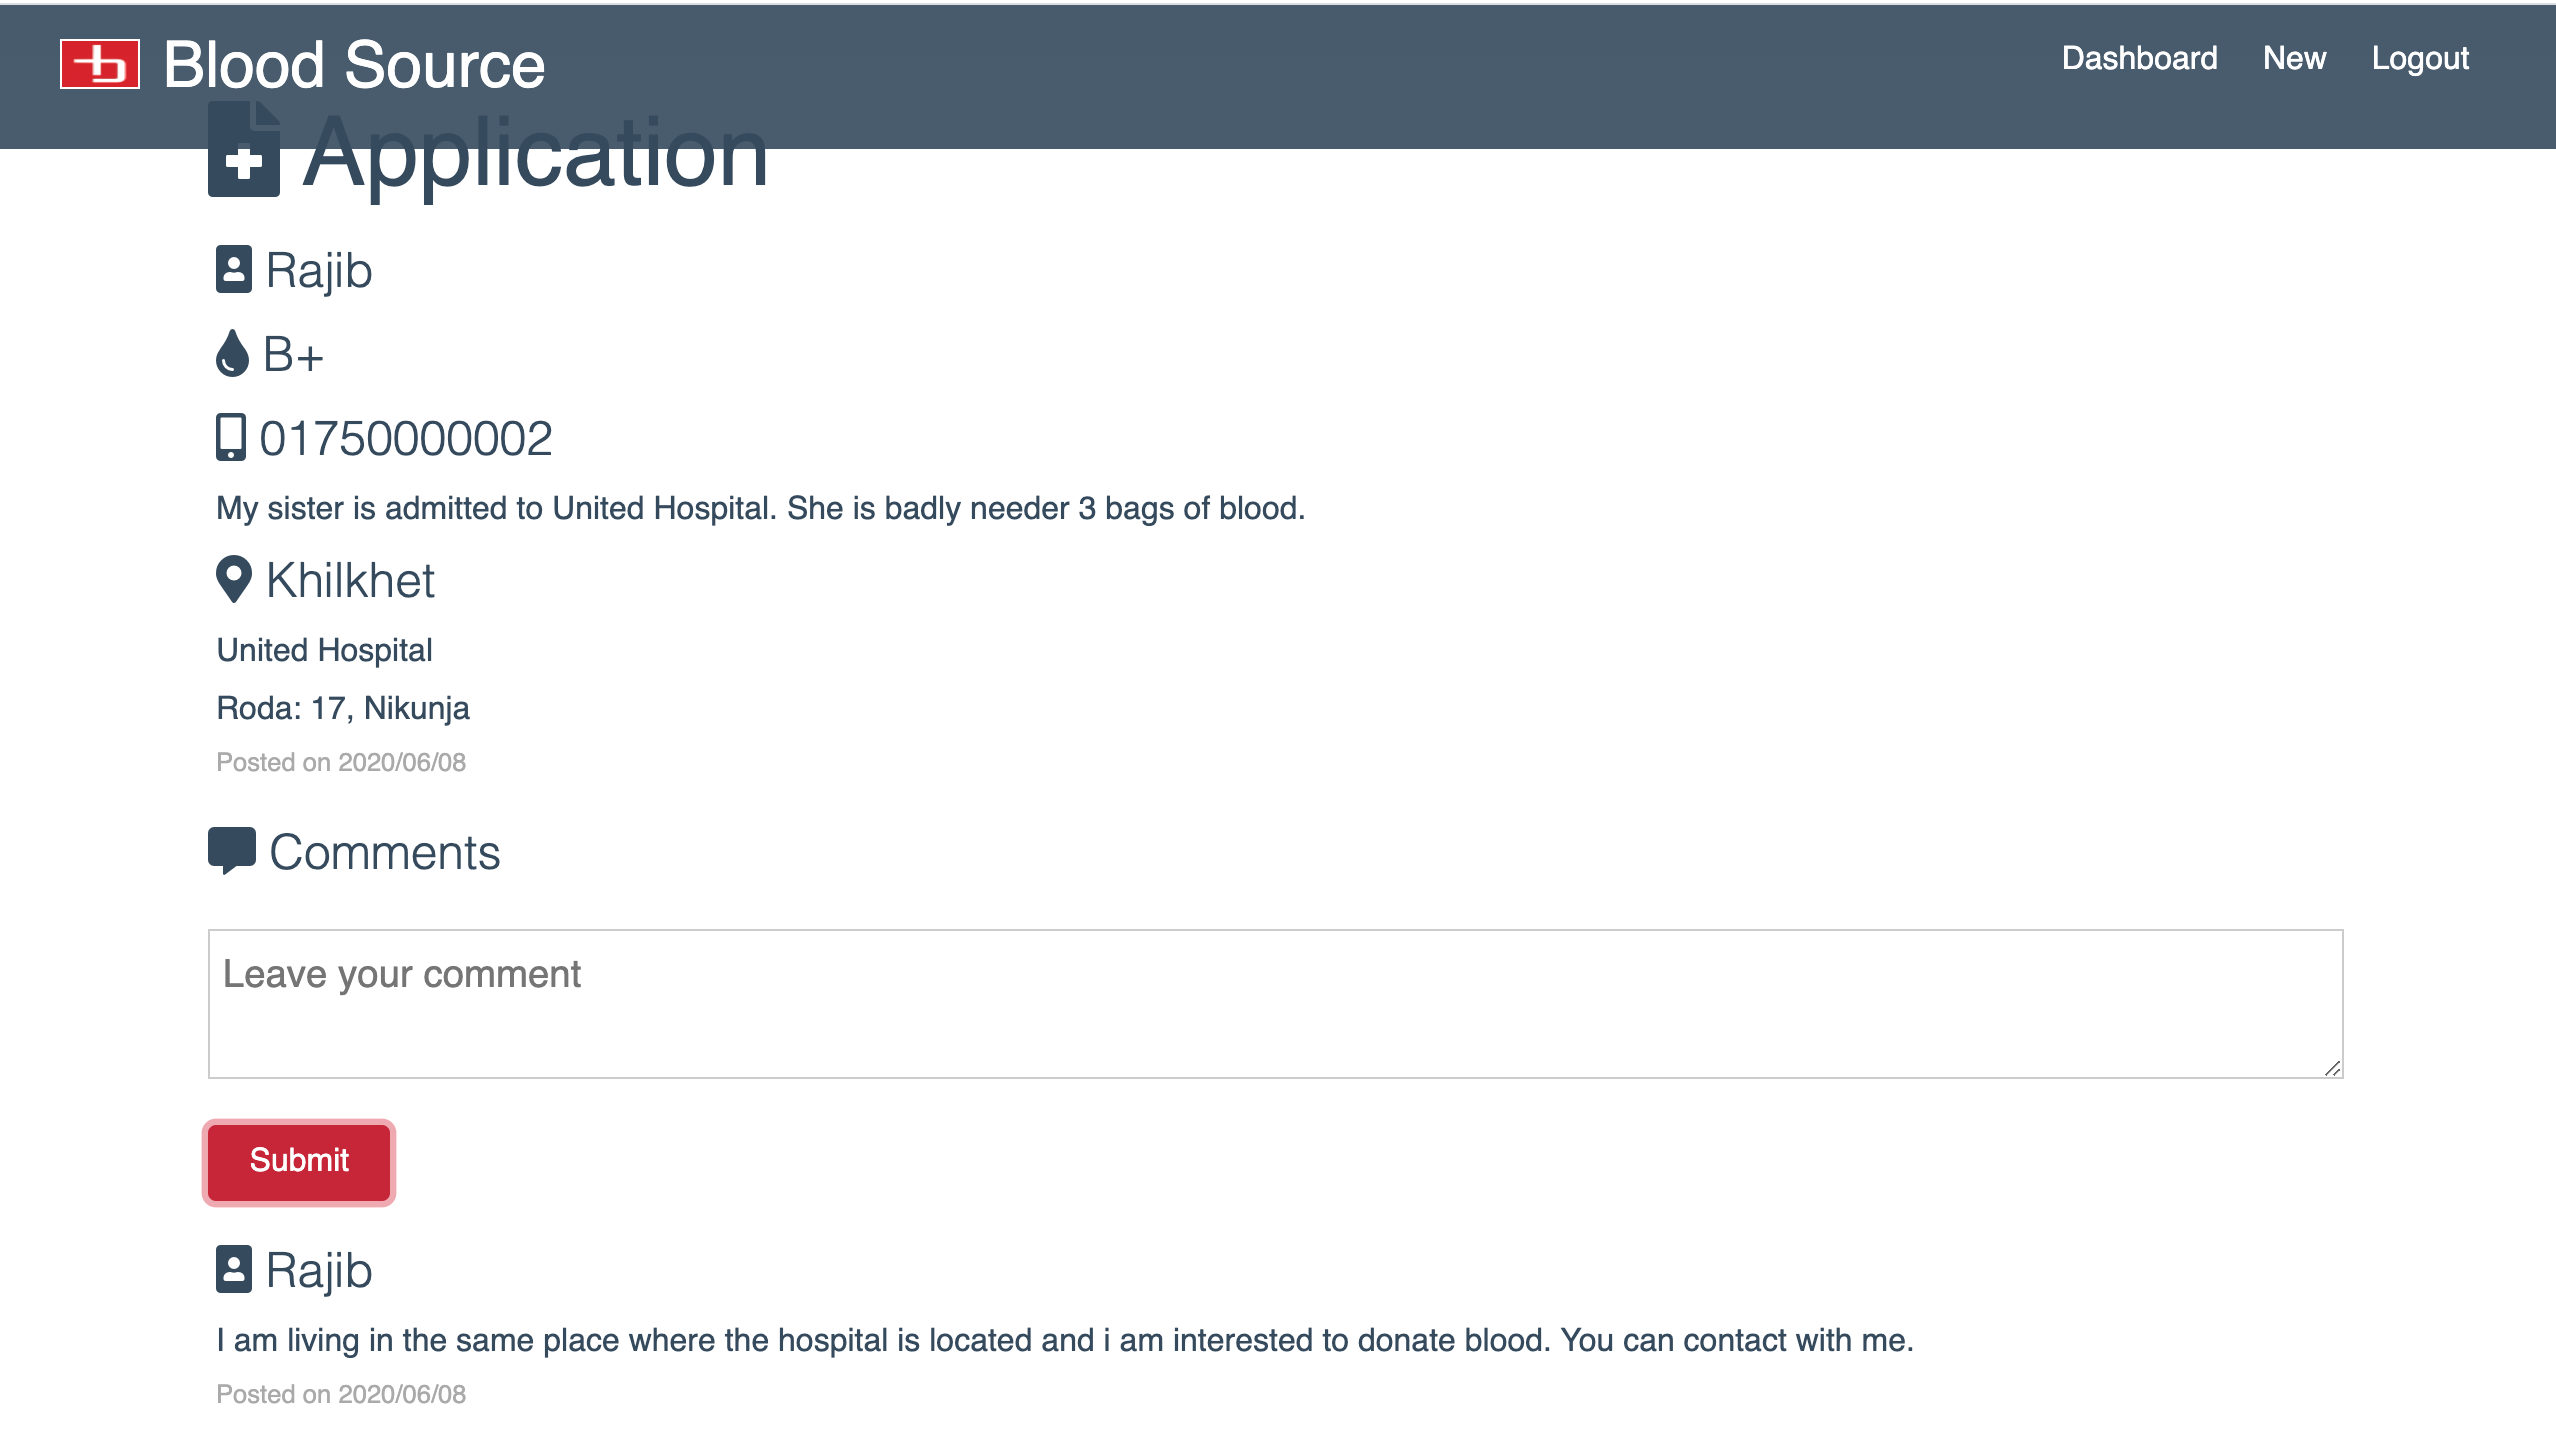 Blood Source
Dashboard New Logout
Application
Rajib
B+
01750000002
My sister is admitted to United Hospital. She is badly needer 3 bags of blood.
Khilkhet
United Hospital
Roda: 17, Nikunja
Posted on 2020/06/08
Comments
Leave your comment
Submit
Rajib
I am living in the same place where the hospital is located and i am interested to donate blood. You can contact with me.
Posted on 2020/06/08